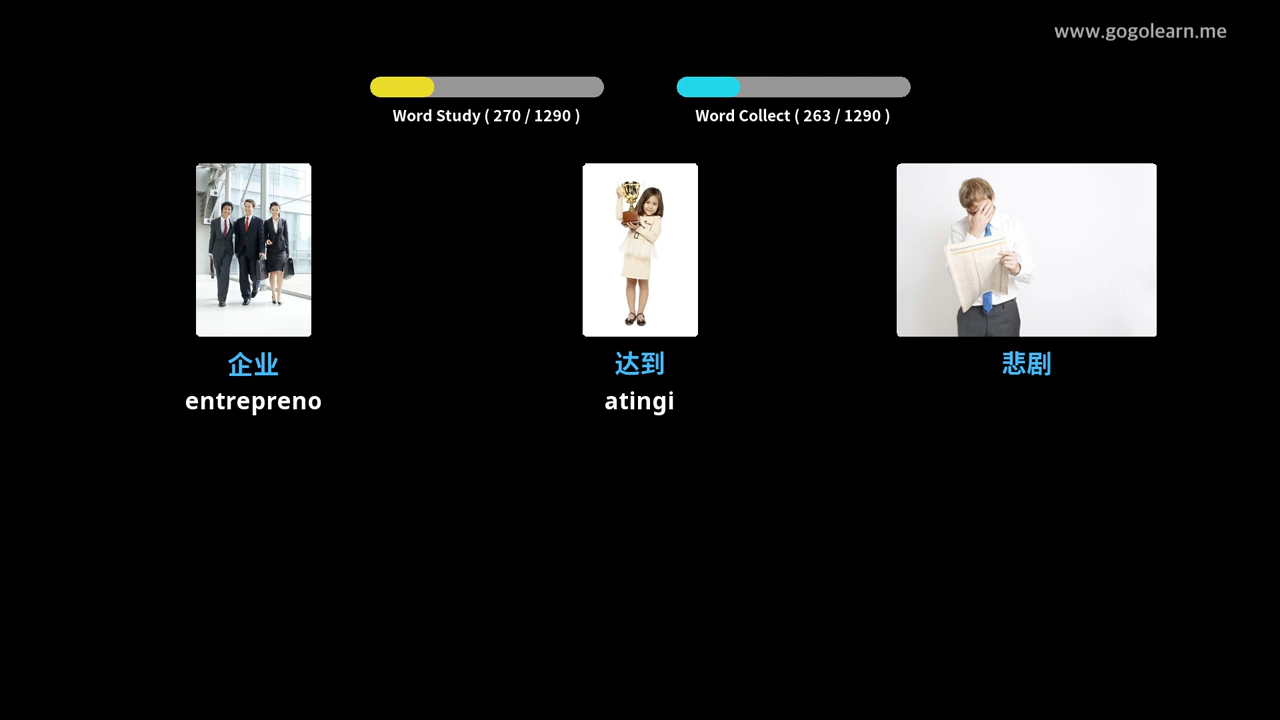 www.gogolearn.me
Word Study ( 270 / 1290 )
Word Collect ( 263 / 1290 )
企业
达到
悲剧
entrepreno
atingi